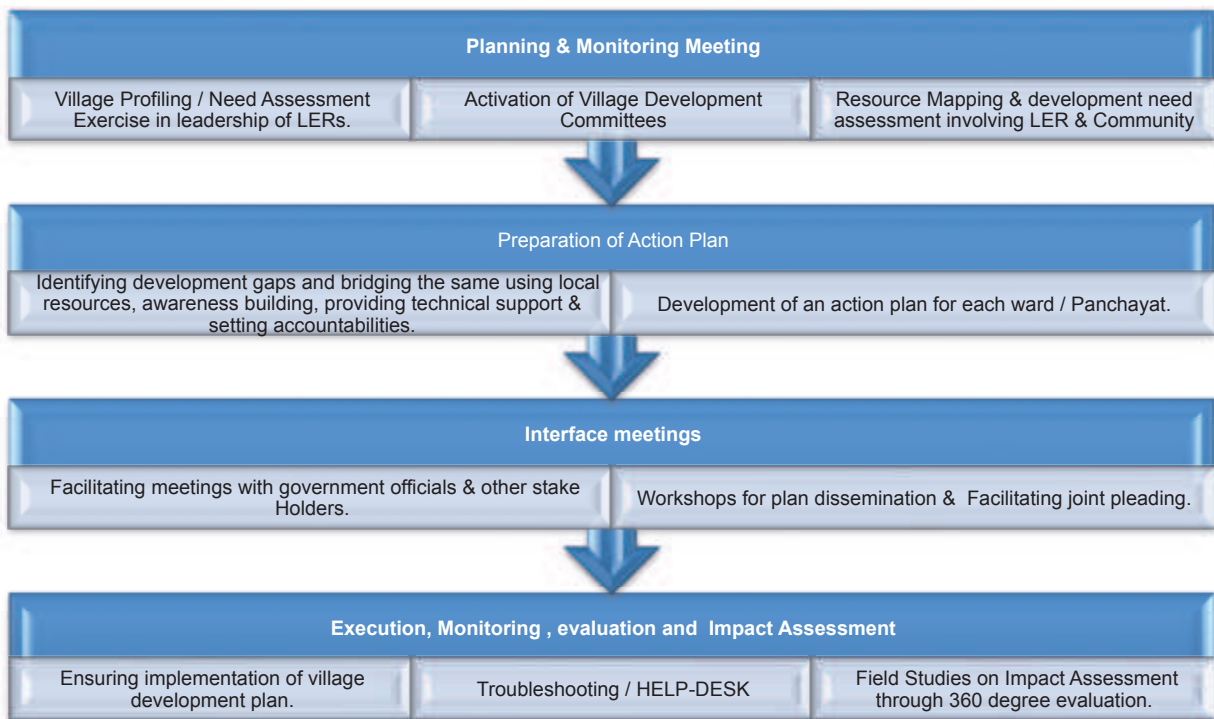 Planning & Monitoring Meeting
Village Profiling / Need Assessment
Exercise in leadership of LERs.
Activation of Village Development
Committees
Resource Mapping & development need
assessment involving LER & Community
Preparation of Action Plan
Identifying development gaps and bridging the same using local
resources, awareness building, providing technical support &
setting accountabilities.
Development of an action plan for each ward / Panchayat.
Interface meetings
Facilitating meetings with government officials & other stake
Holders.
Workshops for plan dissemination & Facilitating joint pleading.
Execution, Monitoring , evaluation and Impact Assessment
Ensuring implementation of village
development plan.
Troubleshooting / HELP-DESK
Field Studies on Impact Assessment
through 360 degree evaluation.